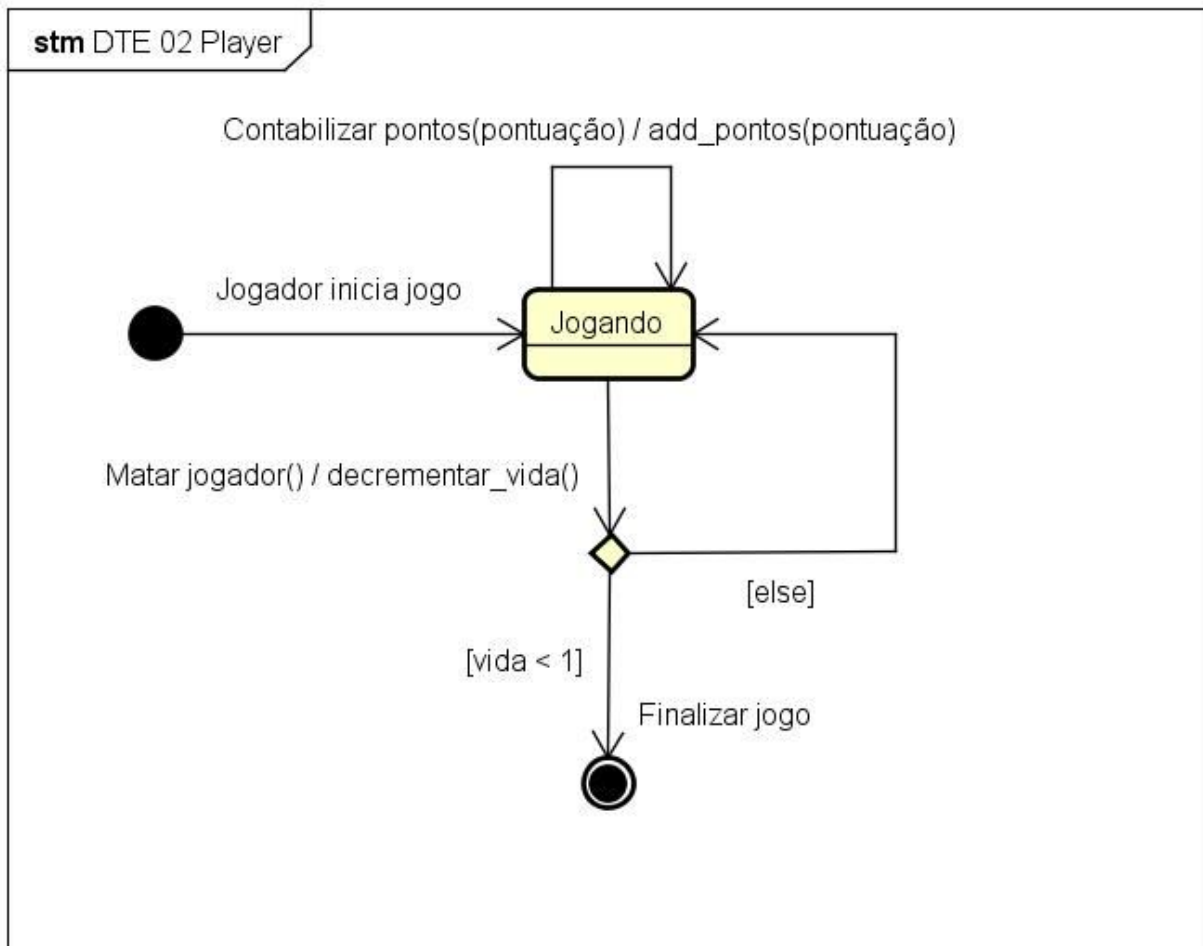 stm DTE 02 Player
Contabilizar pontos(pontuação) / add_pontos(pontuação)
Jogador inicia jogo
Jogando
Matar jogador() / decrementar_vida()
[else]
[vida < 1]
Finalizar jogo